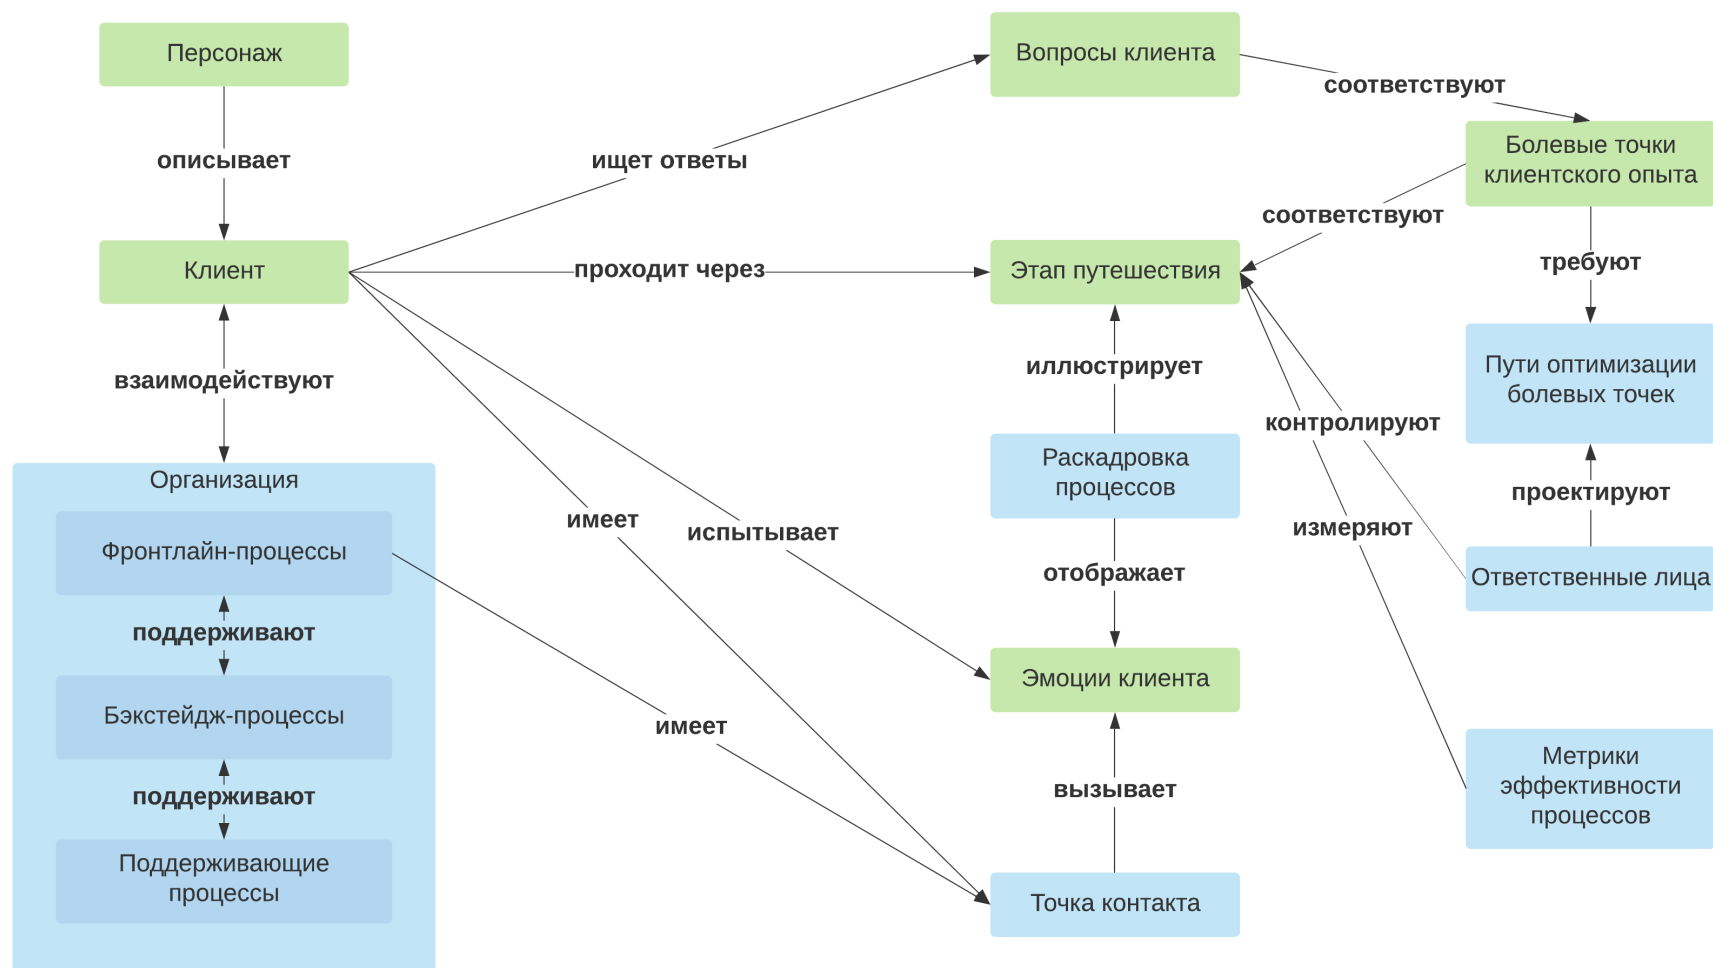 Персонаж
Вопросы клиента
соответствуют
Болевые точки
клиентского опыта
описывает
ищет ответы
соответствуют
Клиент
проходит через
Этап путешествия
требуют
иллюстрирует
Пути оптимизации
болевых точек
взаимодействуют
контролируют
Раскадровка
процессов
Организация
проектируют
имеет
испытывает
измеряют
Фронтлайн-процессы
отображает
Ответственные лица
поддерживают
Эмоции клиента
Бэкстейдж-процессы
имеет
Метрики
эффективности
процессов
поддерживают
вызывает
Поддерживающие
процессы
Точка контакта